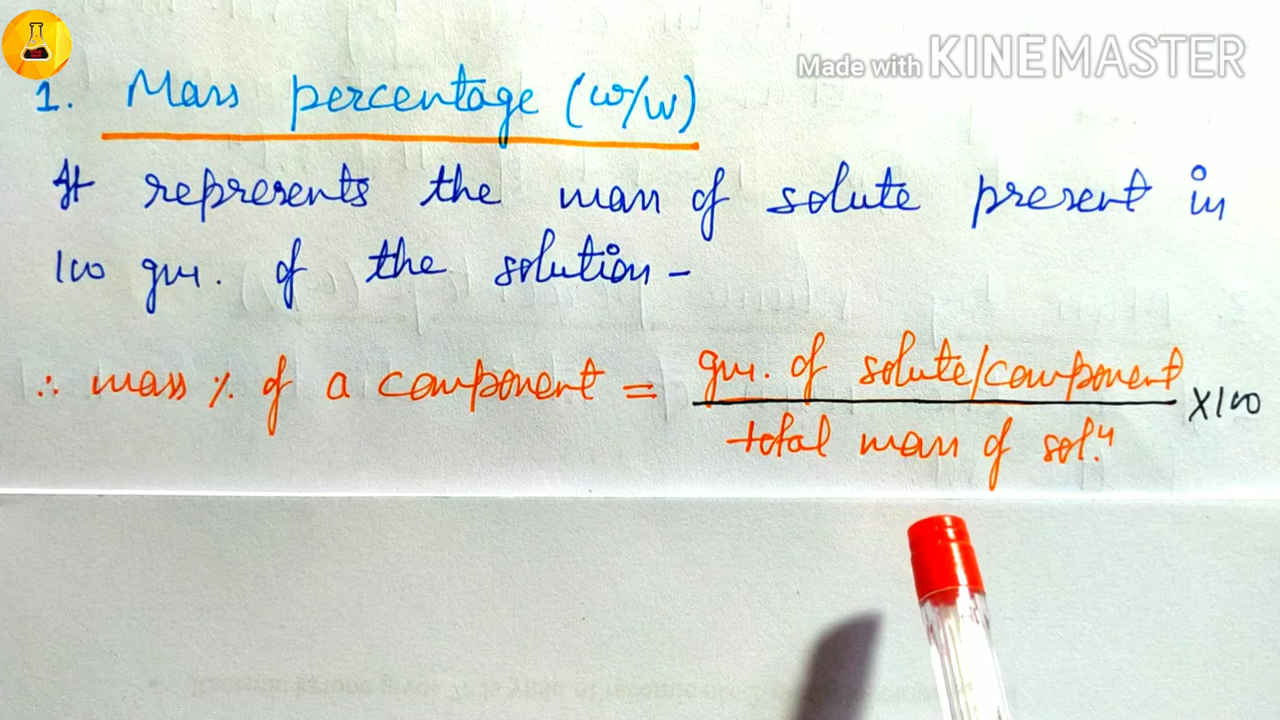 Made with KINEMASTER
1. Mass percentage (w/w)
It represents the mass of solute present in
100 gm. of the solution -
∴ mass % of a component = gm. of solute/component
total mass of sol.ⁿ
×100